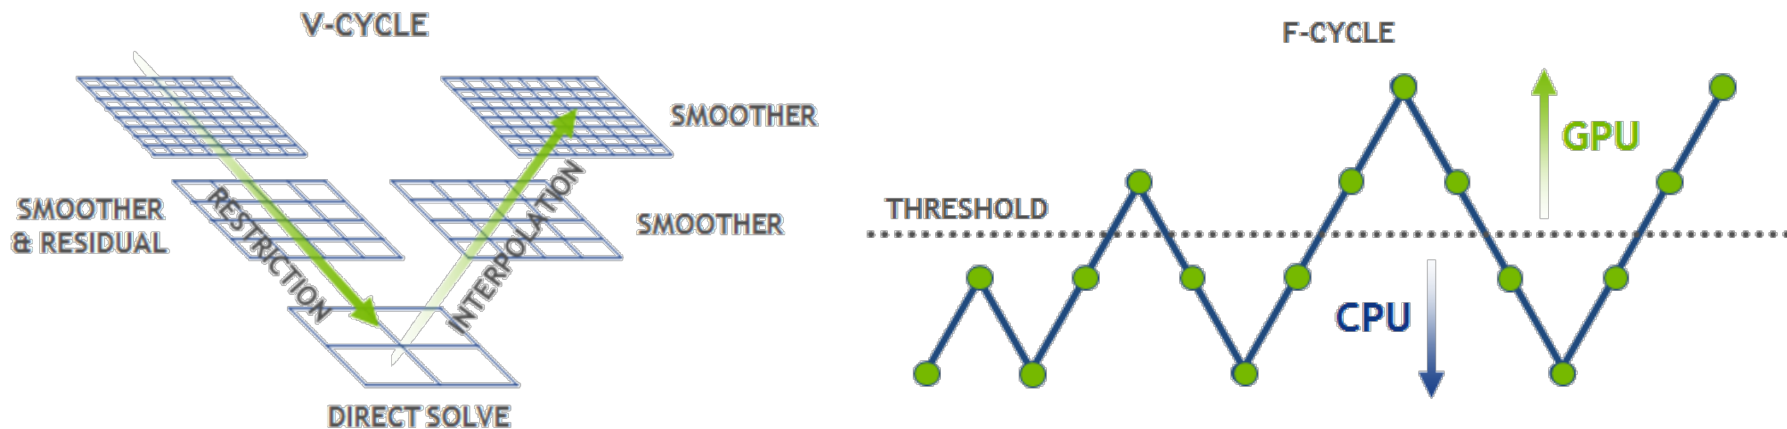 V-CYCLE
SMOOTHER
SMOOTHER
& RESIDUAL
RESTRICTION
INTERPOLATION
SMOOTHER
DIRECT SOLVE
F-CYCLE
GPU
THRESHOLD
CPU